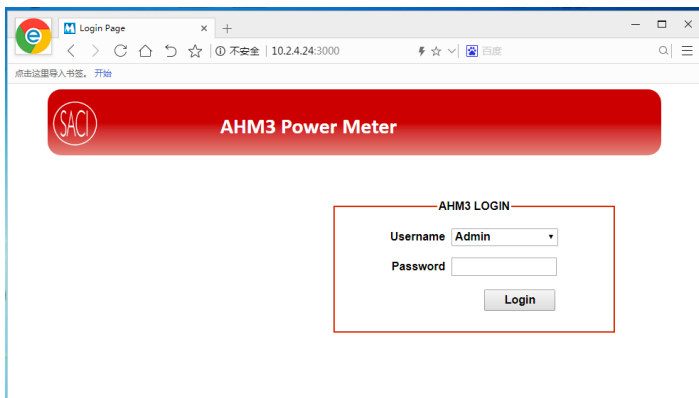 Login Page
不安全 10.2.4.24:3000
百度
点击这里导入书签。 开始
SACI
AHM3 Power Meter
AHM3 LOGIN
Username Admin
Password
Login